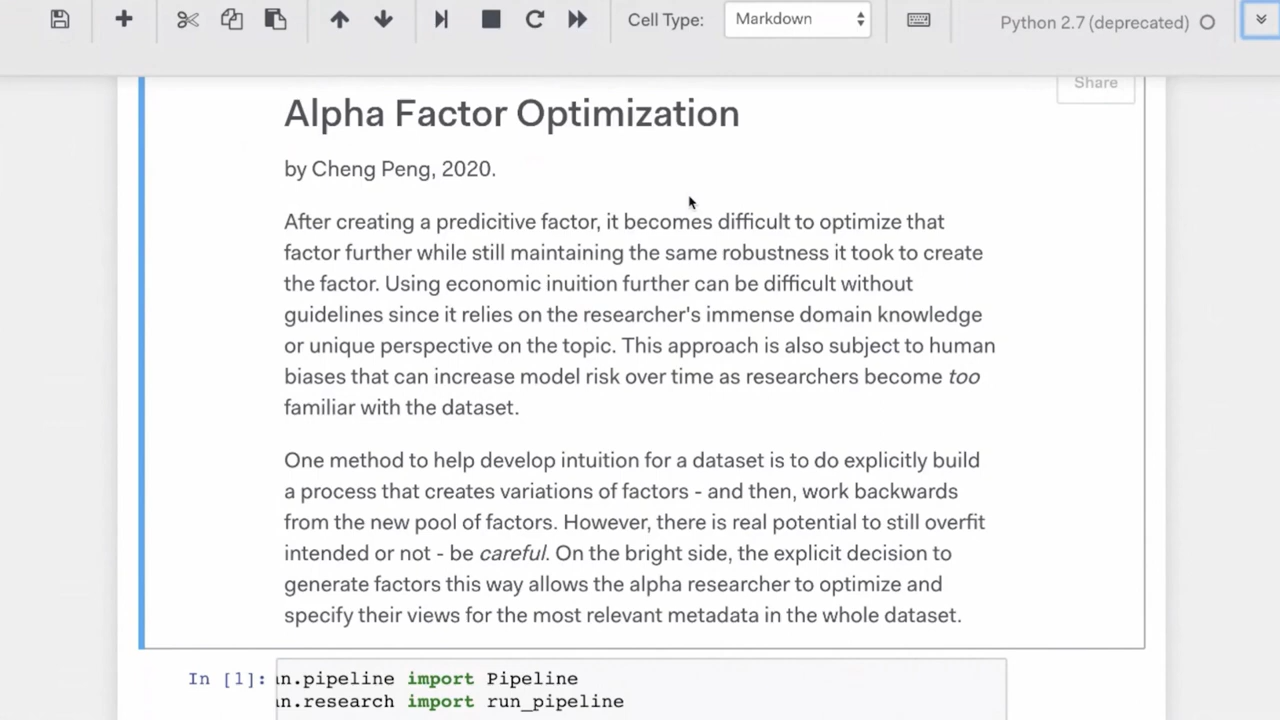 Cell Type: Markdown Python 2.7 (deprecated)
Share
Alpha Factor Optimization
by Cheng Peng, 2020.
After creating a predicitive factor, it becomes difficult to optimize that
factor further while still maintaining the same robustness it took to create
the factor. Using economic inuition further can be difficult without
guidelines since it relies on the researcher's immense domain knowledge
or unique perspective on the topic. This approach is also subject to human
biases that can increase model risk over time as researchers become too
familiar with the dataset.
One method to help develop intuition for a dataset is to do explicitly build
a process that creates variations of factors - and then, work backwards
from the new pool of factors. However, there is real potential to still overfit
intended or not - be careful. On the bright side, the explicit decision to
generate factors this way allows the alpha researcher to optimize and
specify their views for the most relevant metadata in the whole dataset.
In [1]: n.pipeline import Pipeline
n.research import run_pipeline